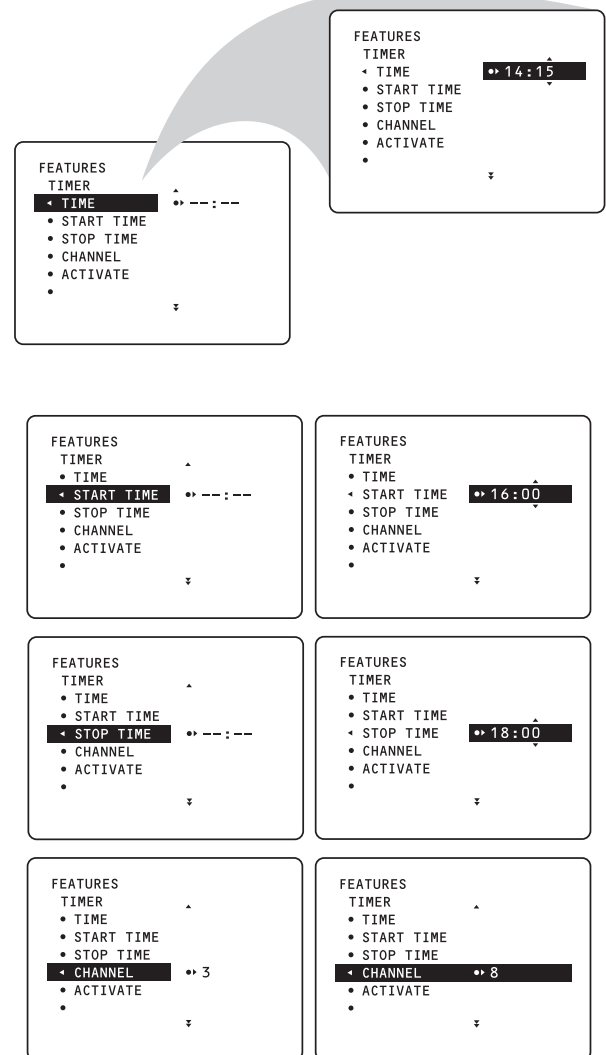 FEATURES
TIMER
◂ TIME •▸ 14:15
• START TIME
• STOP TIME
• CHANNEL
• ACTIVATE
•
FEATURES
TIMER
◂ TIME •▸ --:--
• START TIME
• STOP TIME
• CHANNEL
• ACTIVATE
•
FEATURES
TIMER
• TIME
◂ START TIME •▸ --:--
• STOP TIME
• CHANNEL
• ACTIVATE
•
FEATURES
TIMER
• TIME
◂ START TIME •▸ 16:00
• STOP TIME
• CHANNEL
• ACTIVATE
•
FEATURES
TIMER
• TIME
• START TIME
◂ STOP TIME •▸ --:--
• CHANNEL
• ACTIVATE
•
FEATURES
TIMER
• TIME
• START TIME
◂ STOP TIME •▸ 18:00
• CHANNEL
• ACTIVATE
•
FEATURES
TIMER
• TIME
• START TIME
• STOP TIME
◂ CHANNEL •▸ 3
• ACTIVATE
•
FEATURES
TIMER
• TIME
• START TIME
• STOP TIME
◂ CHANNEL •▸ 8
• ACTIVATE
•